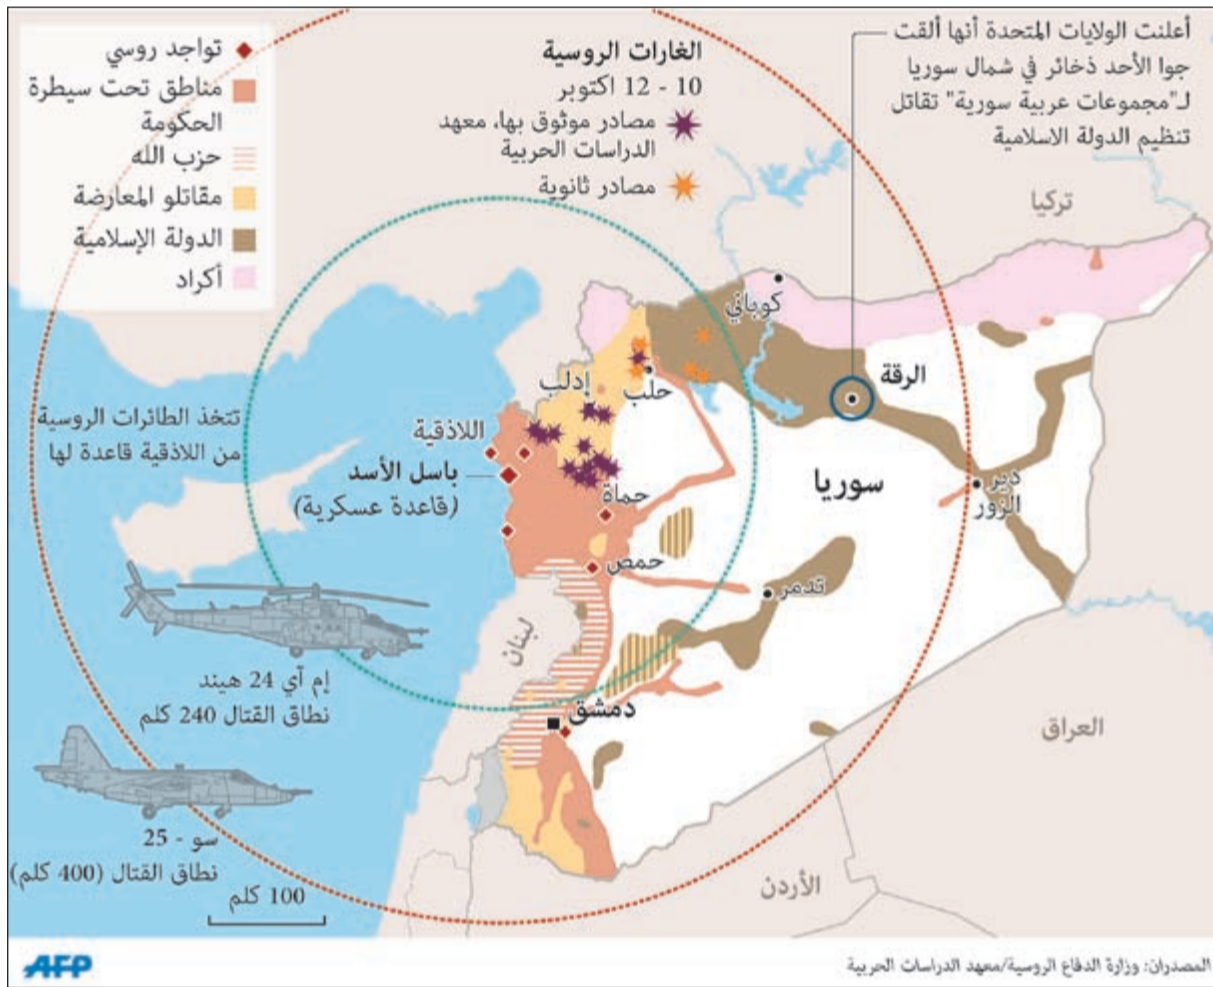 أعلنت الولايات المتحدة أنها ألقت
جوا الأحد ذخائر في شمال سوريا
لـ"مجموعات عربية سورية" تقاتل
تنظيم الدولة الاسلامية
الغارات الروسية
10 - 12 اكتوبر
مصادر موثوق بها، معهد
الدراسات الحربية
مصادر ثانوية
تواجد روسي
مناطق تحت سيطرة
الحكومة
حزب الله
مقاتلو المعارضة
الدولة الإسلامية
أكراد
تركيا
كوباني
الرقة
حلب
إدلب
اللاذقية
تتخذ الطائرات الروسية
من اللاذقية قاعدة لها
باسل الأسد
(قاعدة عسكرية)
سوريا
دير
الزور
حماة
حمص
تدمر
لبنان
دمشق
العراق
الأردن
إم آي 24 هيند
نطاق القتال 240 كلم
سو - 25
نطاق القتال (400 كلم)
100 كلم
المصدران: وزارة الدفاع الروسية/معهد الدراسات الحربية
AFP